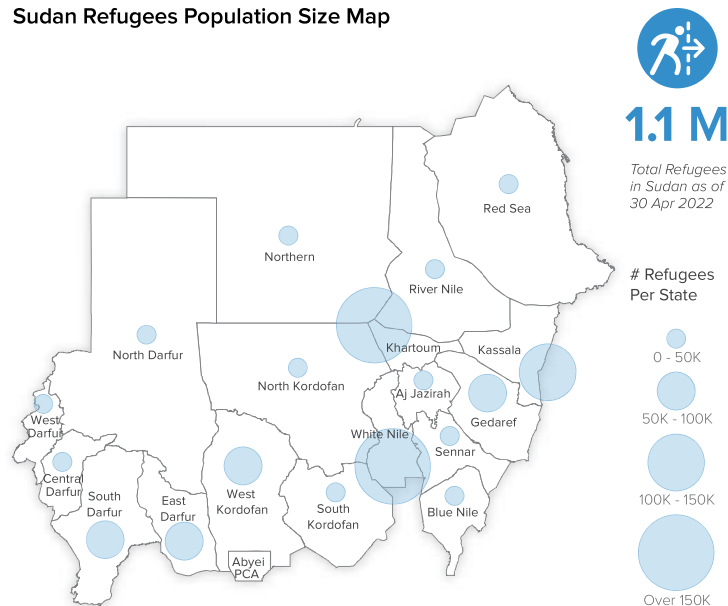 Sudan Refugees Population Size Map
1.1 M
Total Refugees
in Sudan as of
30 Apr 2022
# Refugees
Per State
0 - 50K
50K - 100K
100K - 150K
Over 150K
Red Sea
Northern
River Nile
North Darfur
Khartoum
Kassala
North Kordofan
Aj Jazirah
West
Darfur
Gedaref
White Nile
Sennar
Central
Darfur
South
Darfur
East
Darfur
West
Kordofan
South
Kordofan
Blue Nile
Abyei
PCA